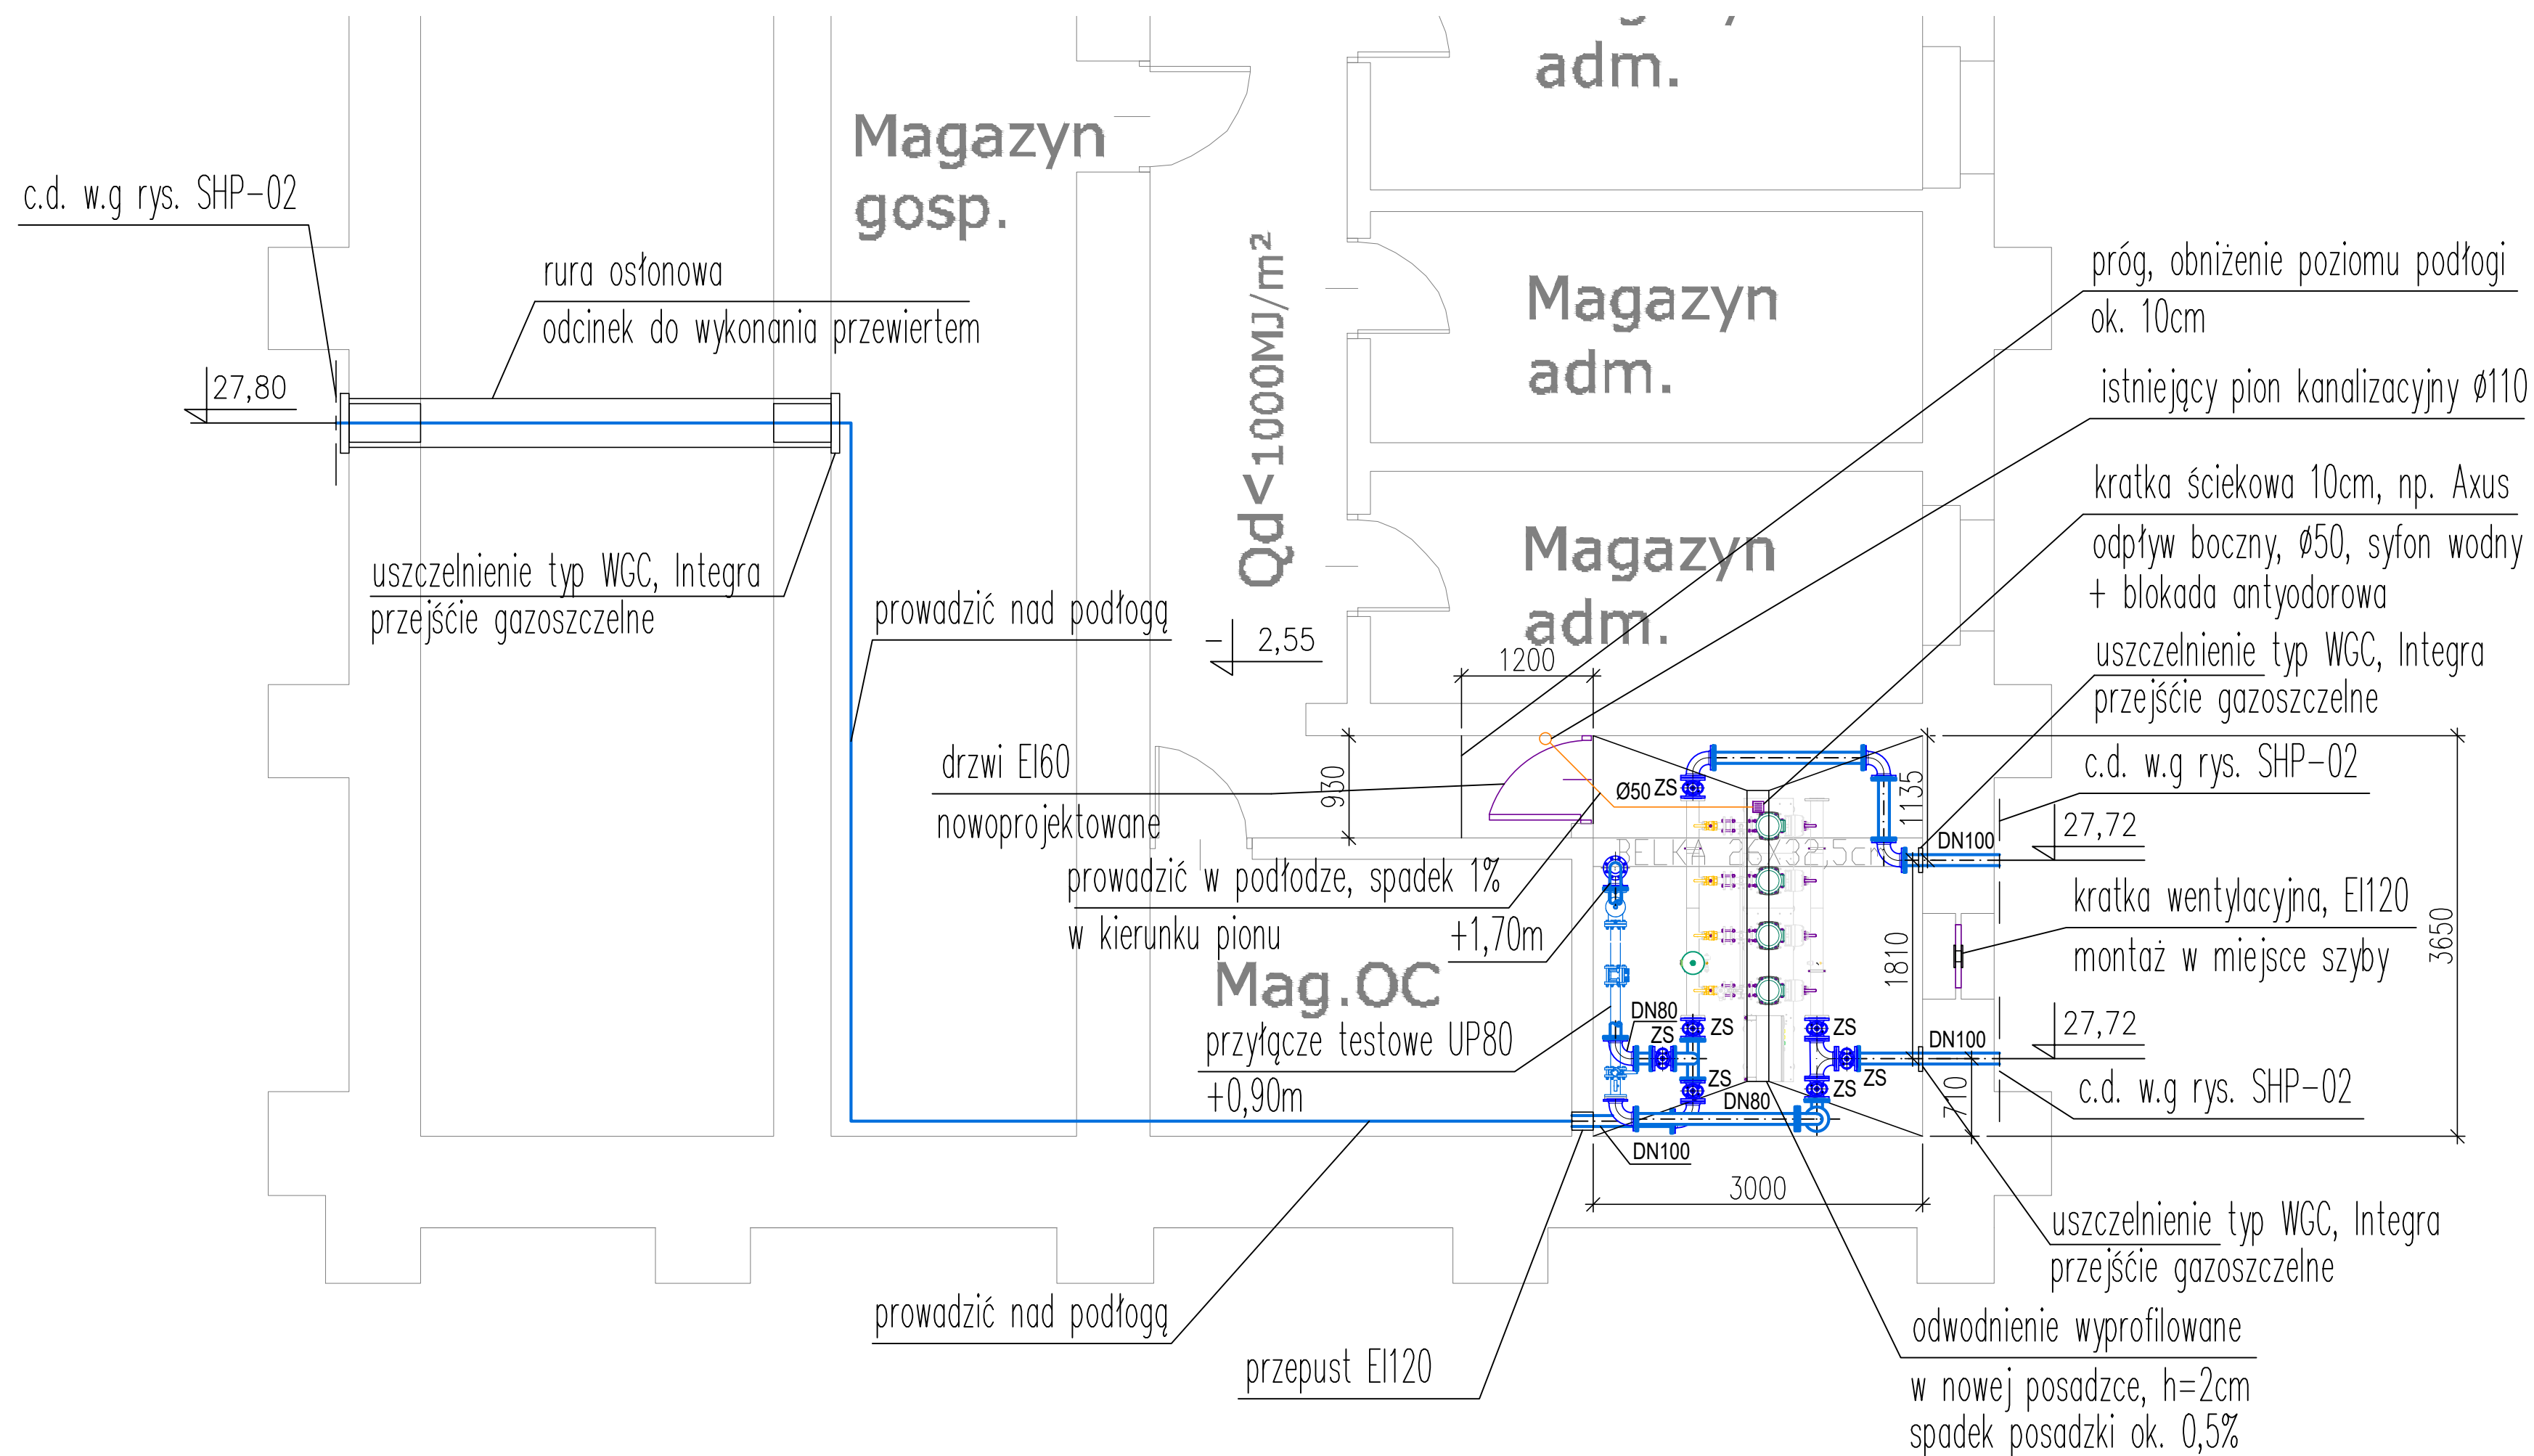 adm.
Magazyn
gosp.
c.d. w.g rys. SHP-02
rura osłonowa
odcinek do wykonania przewiertem
27,80
uszczelnienie typ WGC, Integra
przejśćie gazoszczelne
prowadzić nad podłogą
Qd<1000MJ/m²
- 2,55
Magazyn
adm.
Magazyn
adm.
próg, obniżenie poziomu podłogi
ok. 10cm
istniejący pion kanalizacyjny Ø110
kratka ściekowa 10cm, np. Axus
odpływ boczny, Ø50, syfon wodny
+ blokada antyodorowa
uszczelnienie typ WGC, Integra
przejśćie gazoszczelne
c.d. w.g rys. SHP-02
1200
930
drzwi EI60
nowoprojektowane
Ø50
ZS
1135
DN100
27,72
BELKA 26X32,5cm
prowadzić w podłodze, spadek 1%
w kierunku pionu
+1,70m
kratka wentylacyjna, EI120
montaż w miejsce szyby
1810
3650
Mag.OC
przyłącze testowe UP80
+0,90m
DN80
ZS
ZS
ZS
ZS
ZS
ZS
DN80
DN100
27,72
710
c.d. w.g rys. SHP-02
DN100
3000
uszczelnienie typ WGC, Integra
przejśćie gazoszczelne
prowadzić nad podłogą
przepust EI120
odwodnienie wyprofilowane
w nowej posadzce, h=2cm
spadek posadzki ok. 0,5%